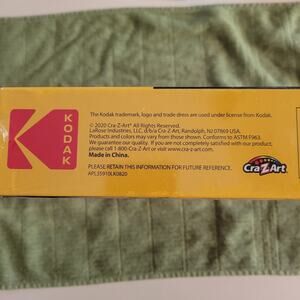 KODAK
The Kodak trademark, logo and trade dress are used under license from Kodak.
© 2020 Cra-Z-Art® All Rights Reserved.
LaRose Industries, LLC, d/b/a Cra-Z-Art, Randolph, NJ 07869 USA.
Products and colors may vary from those shown. Conforms to ASTM F963.
We guarantee our quality. If you are not completely satisfied with our product,
please call 1-800-Cra-Z-Art or visit www.cra-z-art.com.
Made in China.
PLEASE RETAIN THIS INFORMATION FOR FUTURE REFERENCE.
Cra Z Art